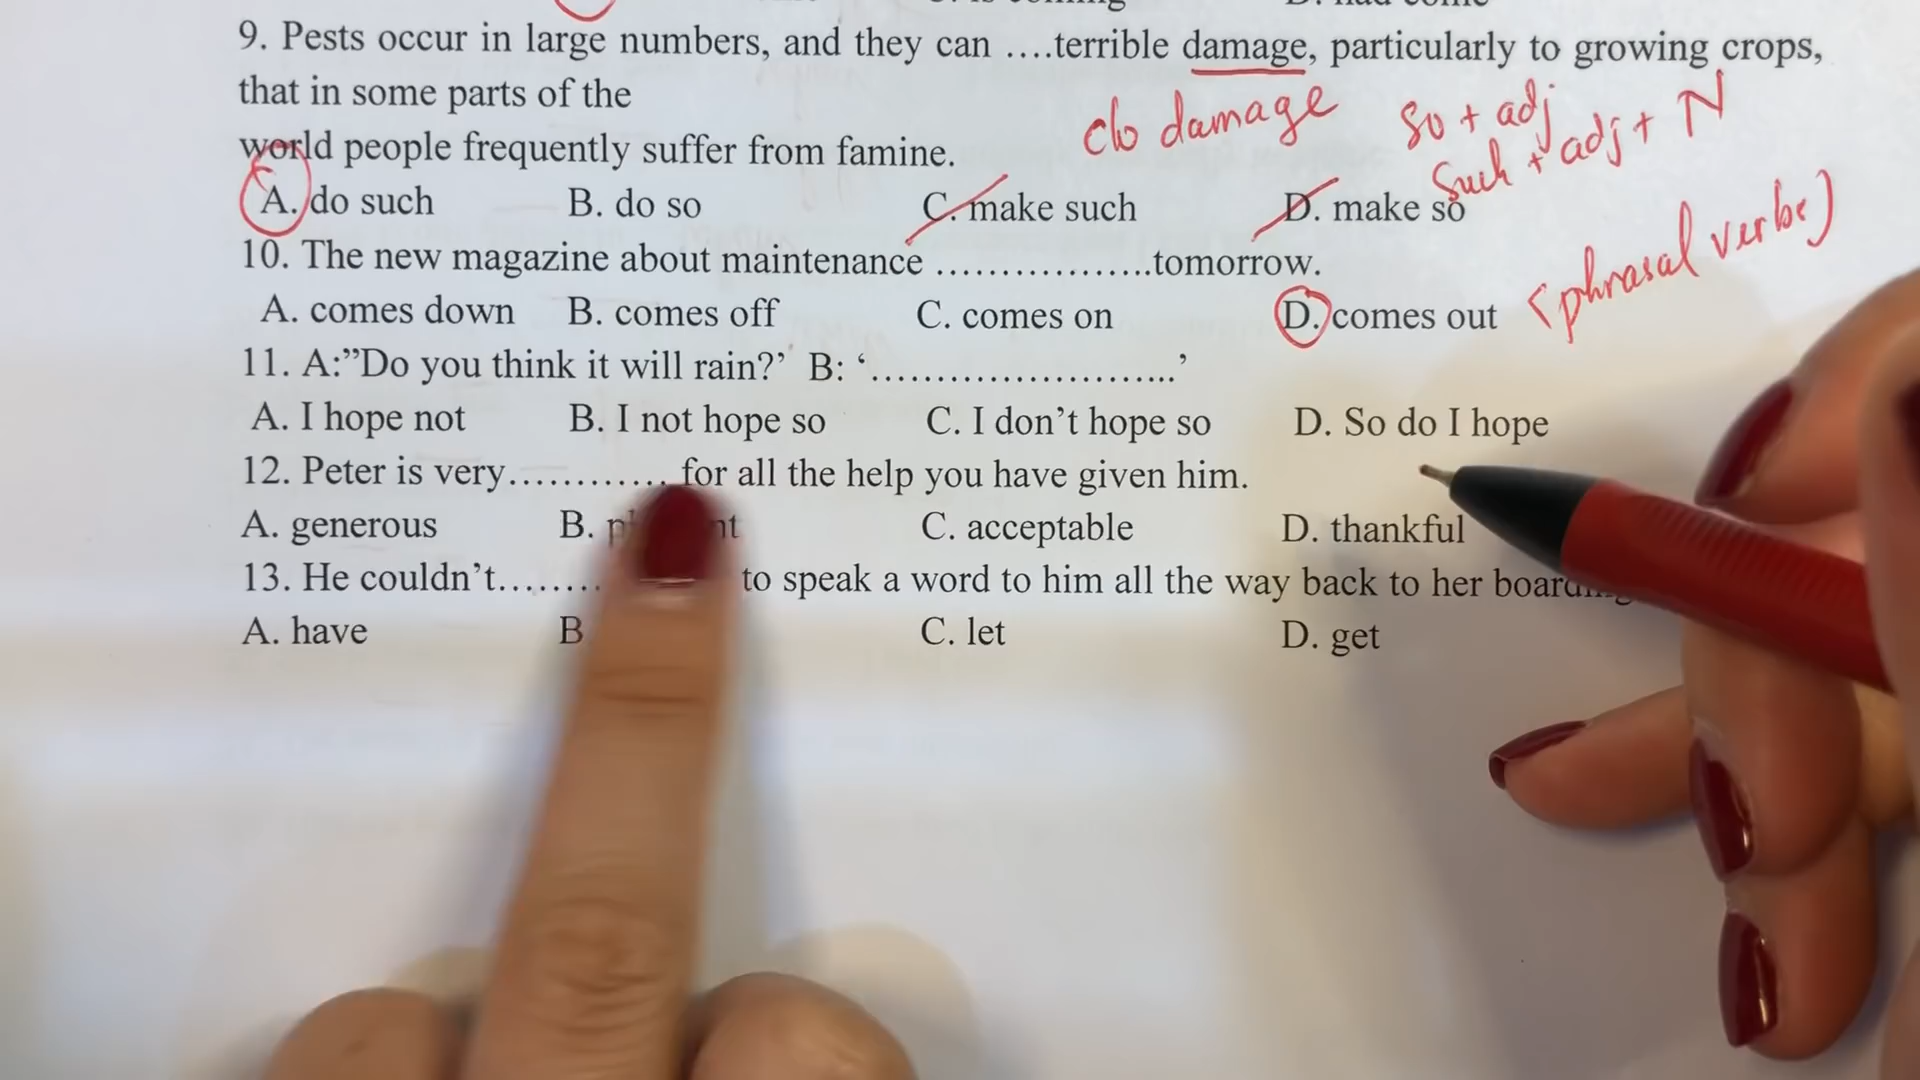 9. Pests occur in large numbers, and they can ....terrible damage, particularly to growing crops,
that in some parts of the
do damage
so + adj
such + adj + N
world people frequently suffer from famine.
A. do such B. do so C. make such D. make so
10. The new magazine about maintenance ……………….tomorrow.
A. comes down B. comes off C. comes on D. comes out
(phrasal verbs)
11. A:”Do you think it will rain?’ B: ‘…………………………..’
A. I hope not B. I not hope so C. I don’t hope so D. So do I hope
12. Peter is very………… for all the help you have given him.
A. generous B. C. acceptable D. thankful
13. He couldn’t…….. to speak a word to him all the way back to her
A. have B C. let D. get